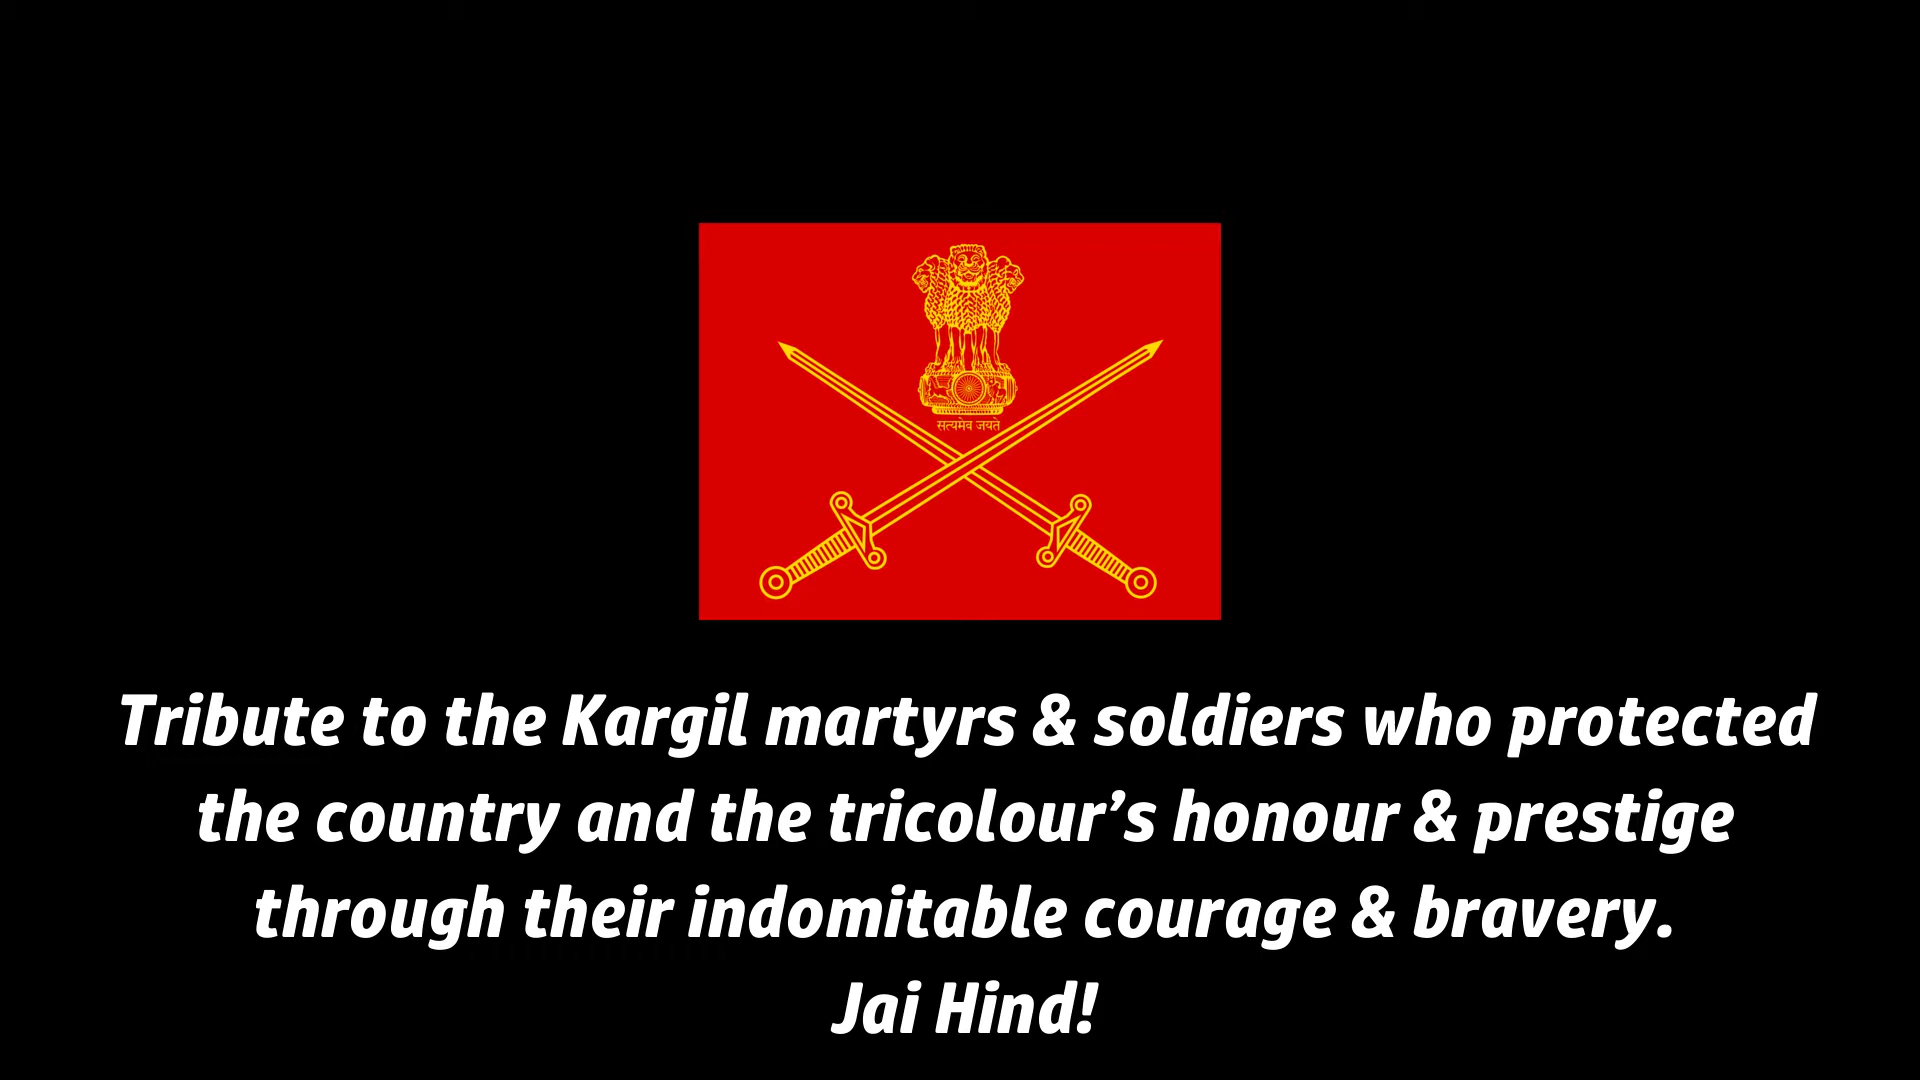 सत्यमेव जयते
Tribute to the Kargil martyrs & soldiers who protected
the country and the tricolour’s honour & prestige
through their indomitable courage & bravery.
Jai Hind!